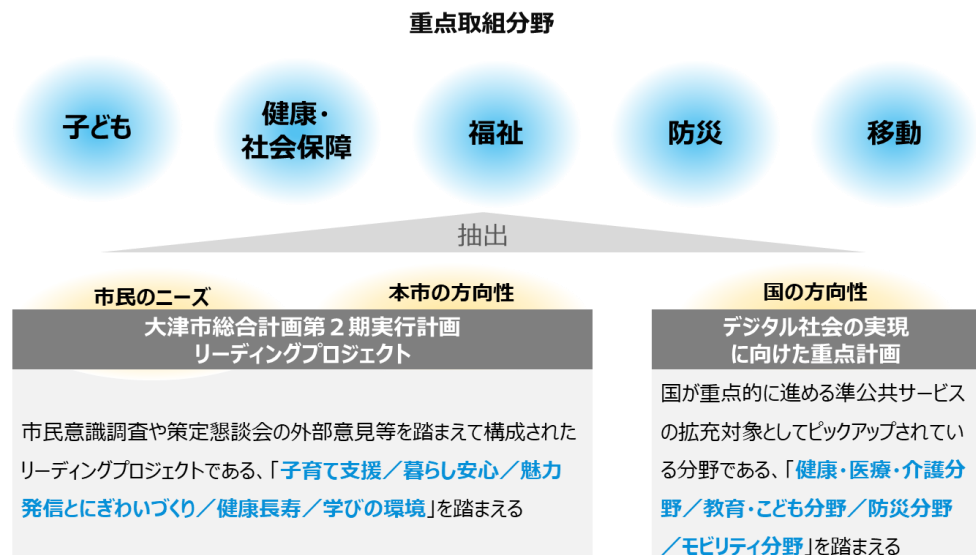 重点取組分野
子ども
健康・
社会保障
福祉
防災
移動
抽出
市民のニーズ
本市の方向性
国の方向性
大津市総合計画第２期実行計画
リーディングプロジェクト
デジタル社会の実現
に向けた重点計画
市民意識調査や策定懇談会の外部意見等を踏まえて構成された
リーディングプロジェクトである、「子育て支援／暮らし安心／魅力
発信とにぎわいづくり／健康長寿／学びの環境」を踏まえる
国が重点的に進める準公共サービス
の拡充対象としてピックアップされてい
る分野である、「健康・医療・介護分
野／教育・こども分野／防災分野
／モビリティ分野」を踏まえる